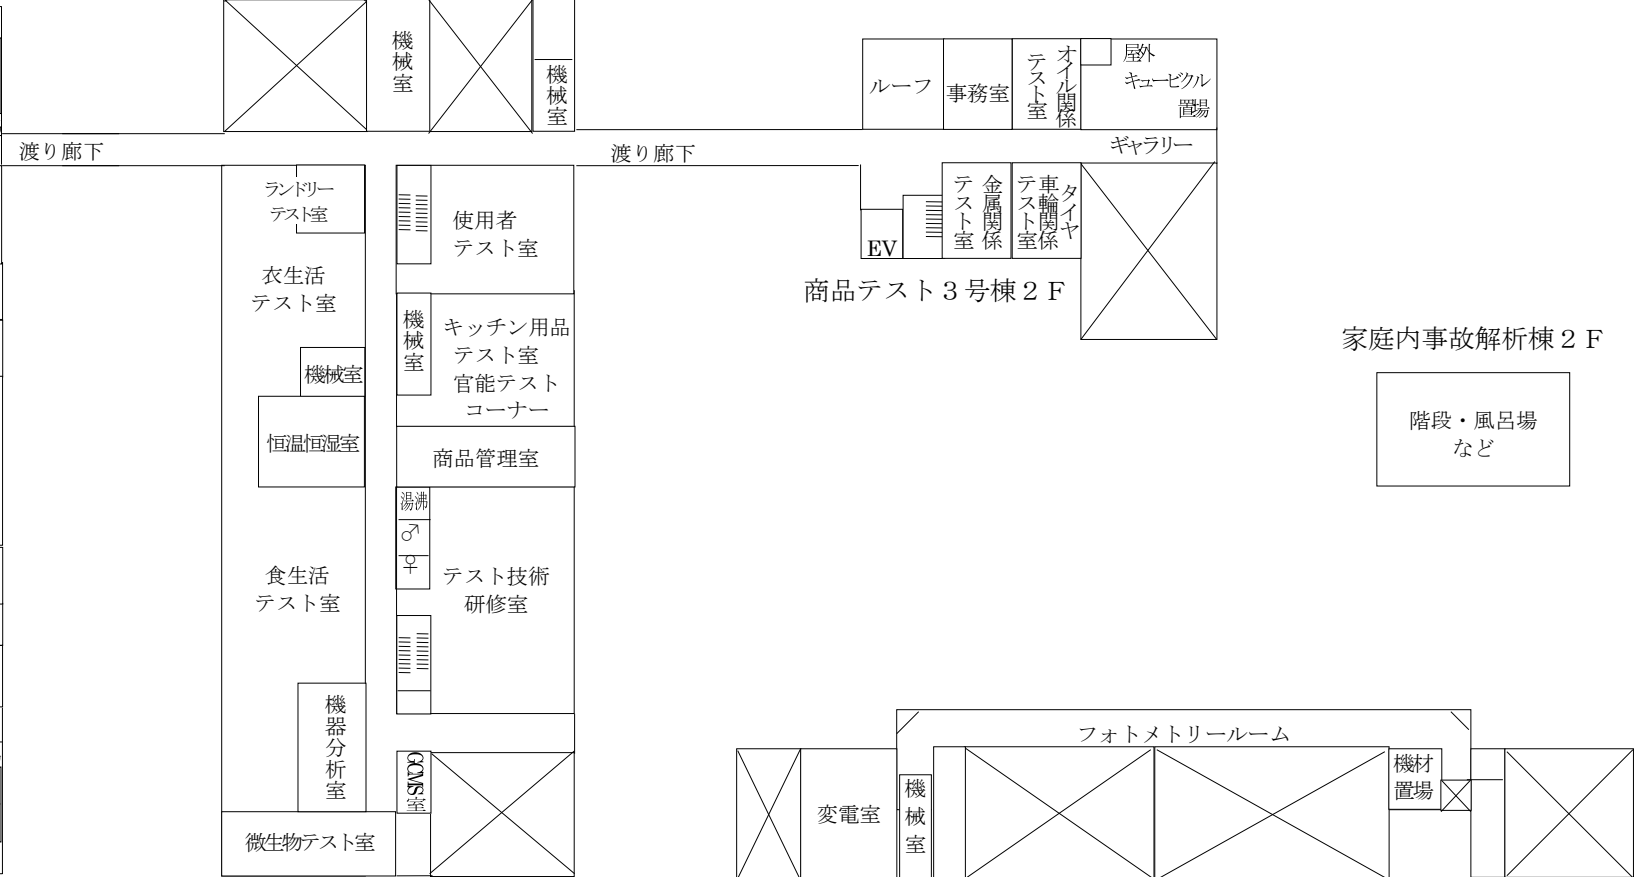 機械室
機械室
渡り廊下
ランドリー
テスト室
衣生活
テスト室
機械室
恒温恒湿室
食生活
テスト室
機器分析室
微生物テスト室
使用者
テスト室
機械室
キッチン用品
テスト室
官能テスト
コーナー
商品管理室
湯沸
♂
♀
テスト技術
研修室
GCMS室
渡り廊下
ルーフ
事務室
オイル関係
テスト室
屋外
キュービクル
置場
ギャラリー
EV
金属関係
テスト室
タイヤ
車輪関係
テスト室
商品テスト3号棟2F
家庭内事故解析棟2F
階段・風呂場
など
フォトメトリールーム
変電室
機械室
機材
置場